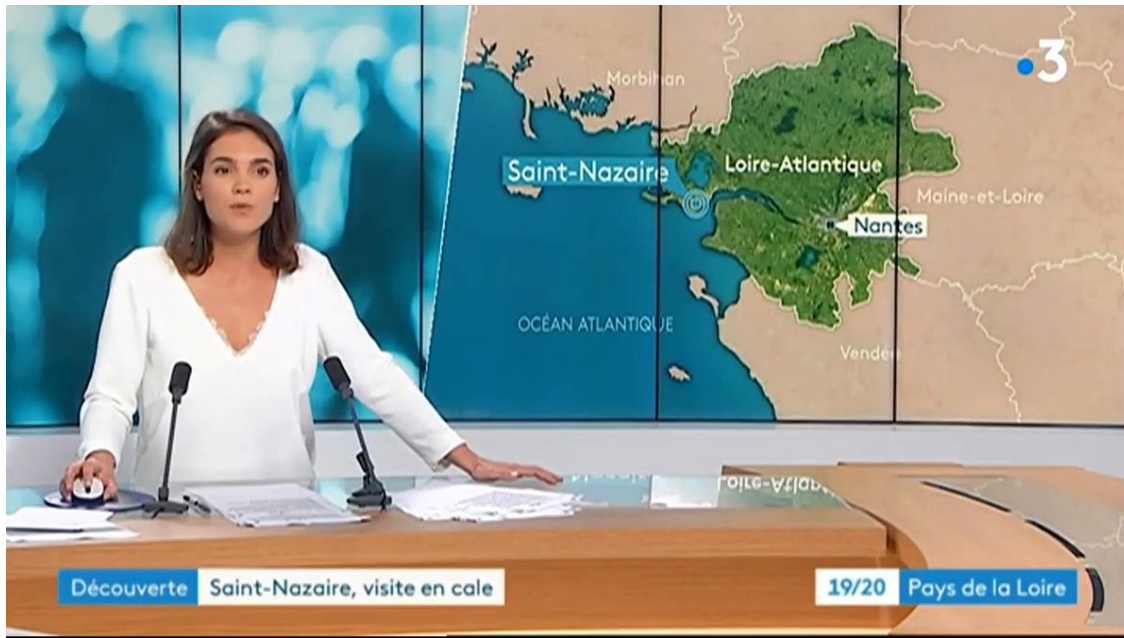 3
Morbihan
Saint-Nazaire
Loire-Atlantique
Maine-et-Loire
Nantes
OCÉAN ATLANTIQUE
Vendée
Loire-Atlan
Découverte Saint-Nazaire, visite en cale
19/20 Pays de la Loire